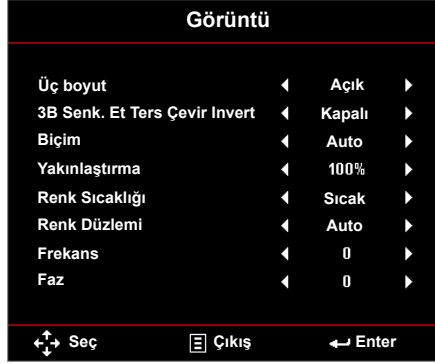 Görüntü
Üç boyut Açık
3B Senk. Et Ters Çevir Invert Kapalı
Biçim Auto
Yakınlaştırma 100%
Renk Sıcaklığı Sıcak
Renk Düzlemi Auto
Frekans 0
Faz 0
Seç Çıkış Enter